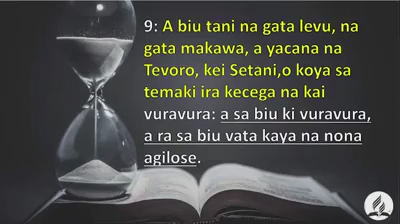 9: A biu tani na gata levu, na
gata makawa, a yacana na
Tevoro, kei Setani,o koya sa
temaki ira kecega na kai
vuravura: a sa biu ki vuravura,
a ra sa biu vata kaya na nona
agilose.